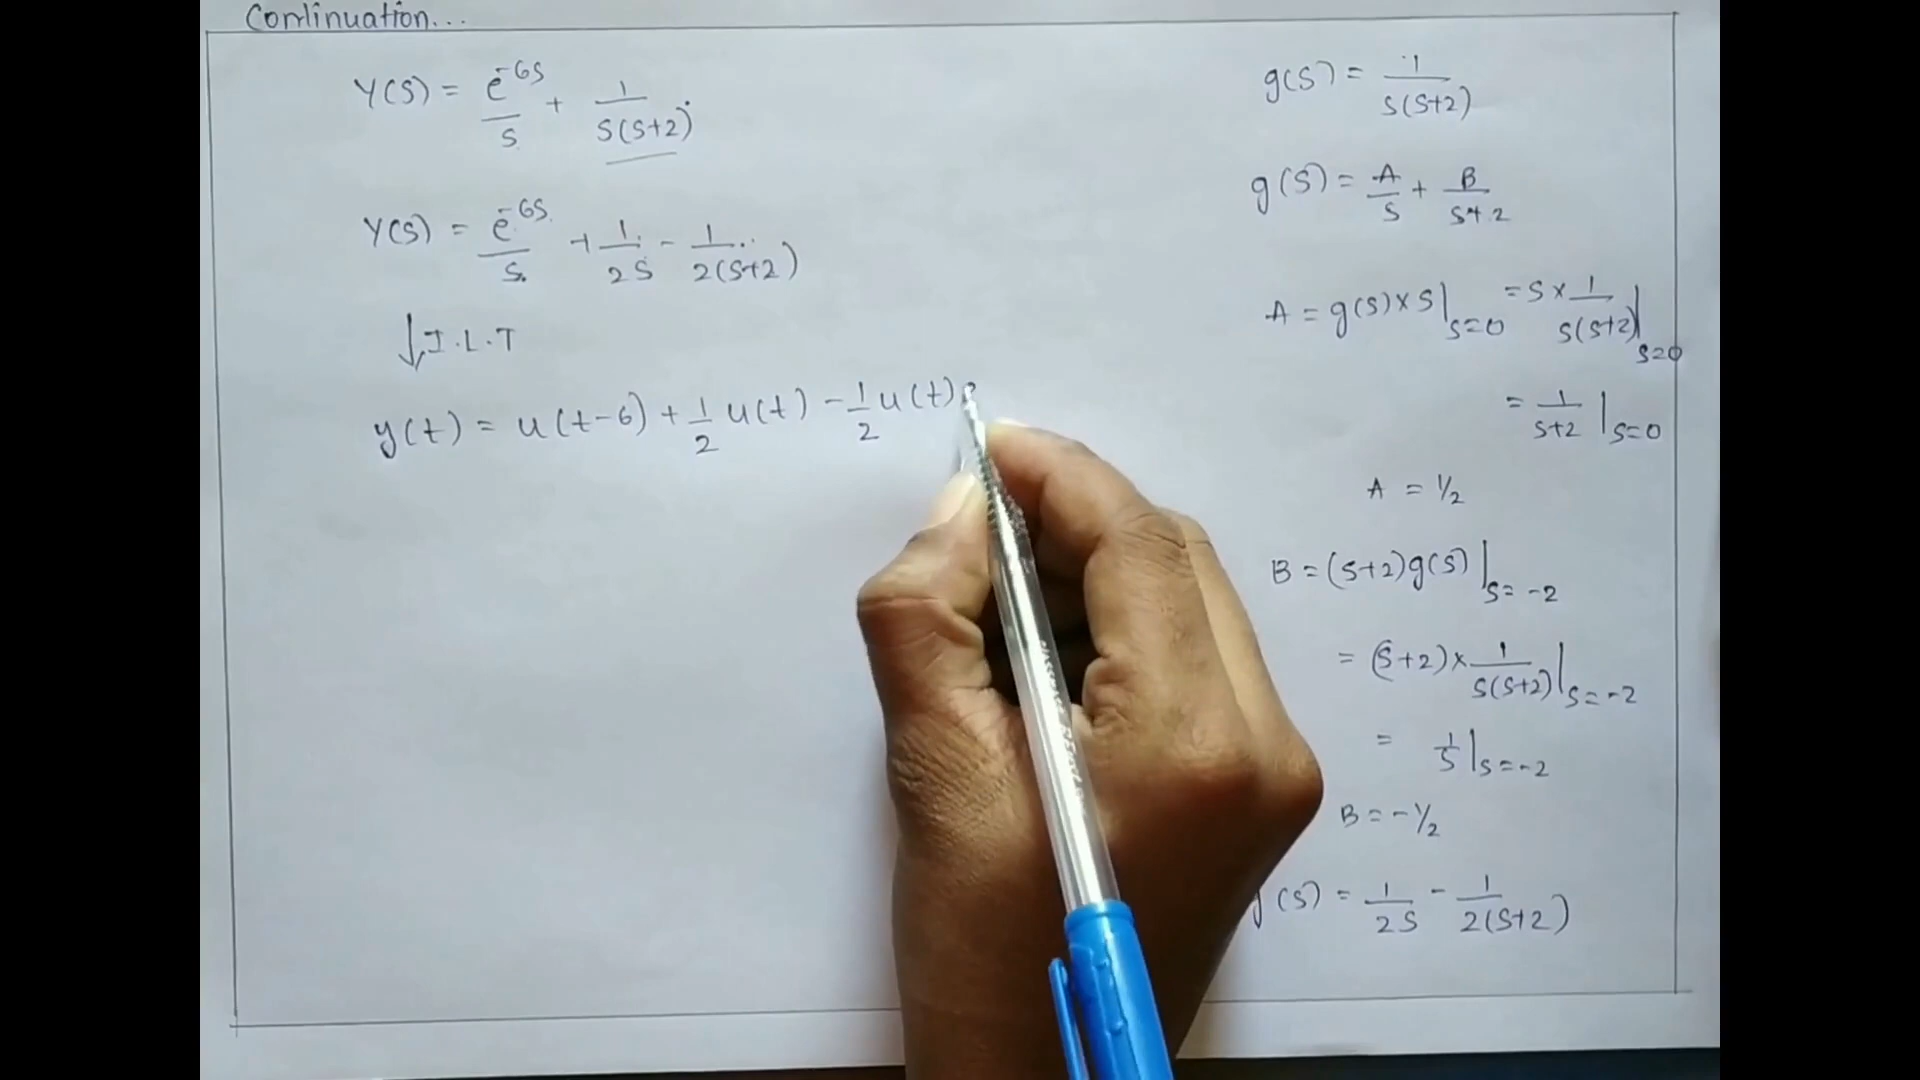 Continuation...
Y(S) = e^-6S/S + 1/S(S+2)
Y(S) = e^-6S/S + 1/2S - 1/2(S+2)
↓ I.L.T
y(t) = u(t-6) + 1/2 u(t) - 1/2 u(t)
g(S) = 1/S(S+2)
g(S) = A/S + B/S+2
A = g(S) × S|S=0 = S × 1/S(S+2)|S=0
= 1/S+2 |S=0
A = 1/2
B = (S+2)g(S)|S=-2
= (S+2) × 1/S(S+2)|S=-2
= 1/S|S=-2
B = -1/2
(S) = 1/2S - 1/2(S+2)